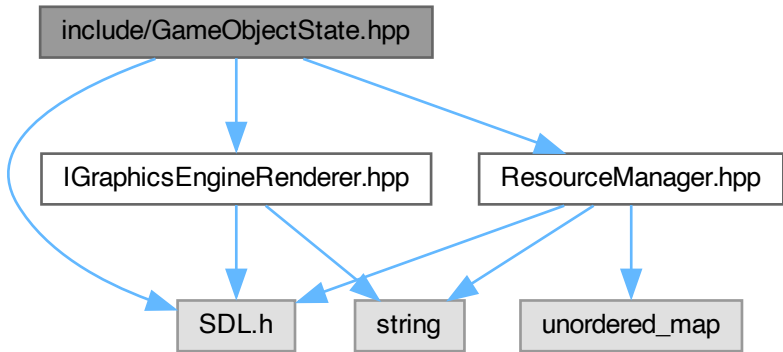 include/GameObjectState.hpp
IGraphicsEngineRenderer.hpp
ResourceManager.hpp
SDL.h
string
unordered_map